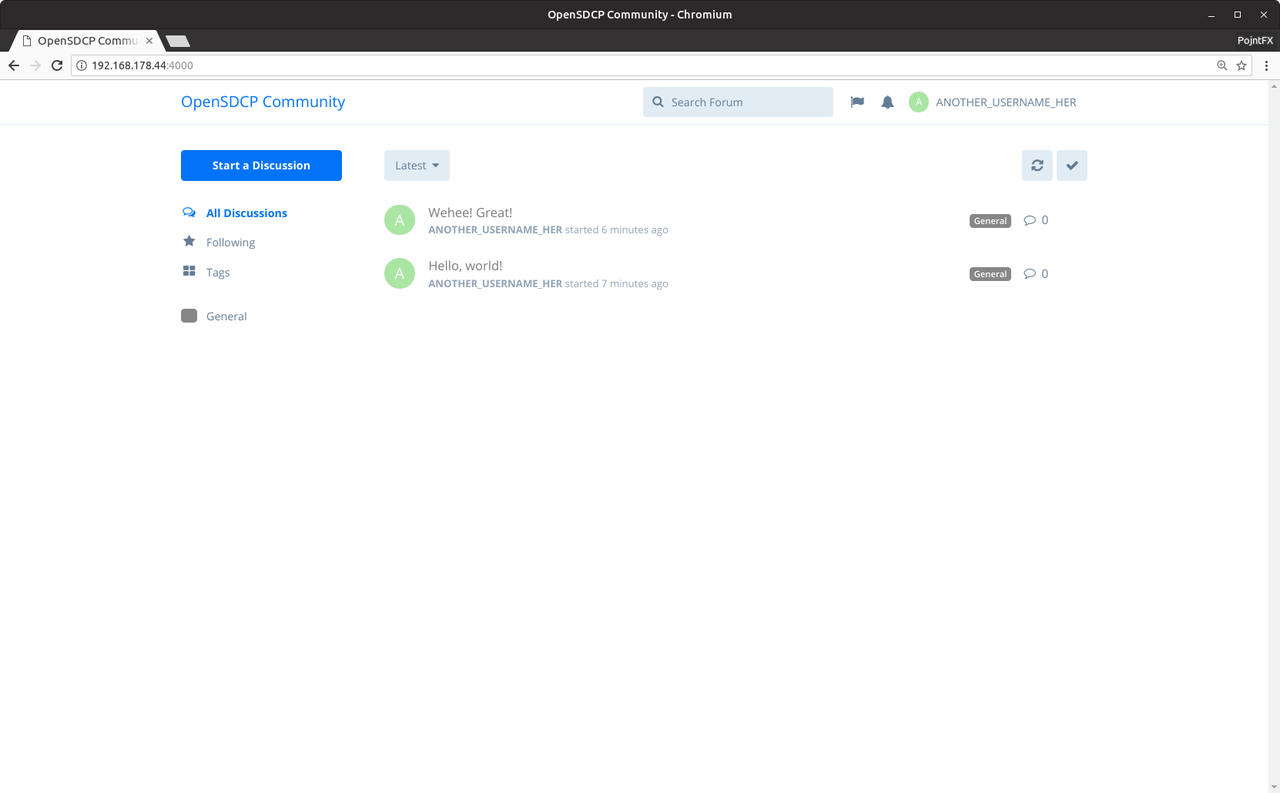 OpenSDCP Community - Chromium
OpenSDCP Commu
PojntFX
192.168.178.44:4000
OpenSDCP Community
Search Forum
A
ANOTHER_USERNAME_HER
Start a Discussion
Latest
All Discussions
Following
Tags
General
A
Wehee! Great!
ANOTHER_USERNAME_HER started 6 minutes ago
General
0
A
Hello, world!
ANOTHER_USERNAME_HER started 7 minutes ago
General
0